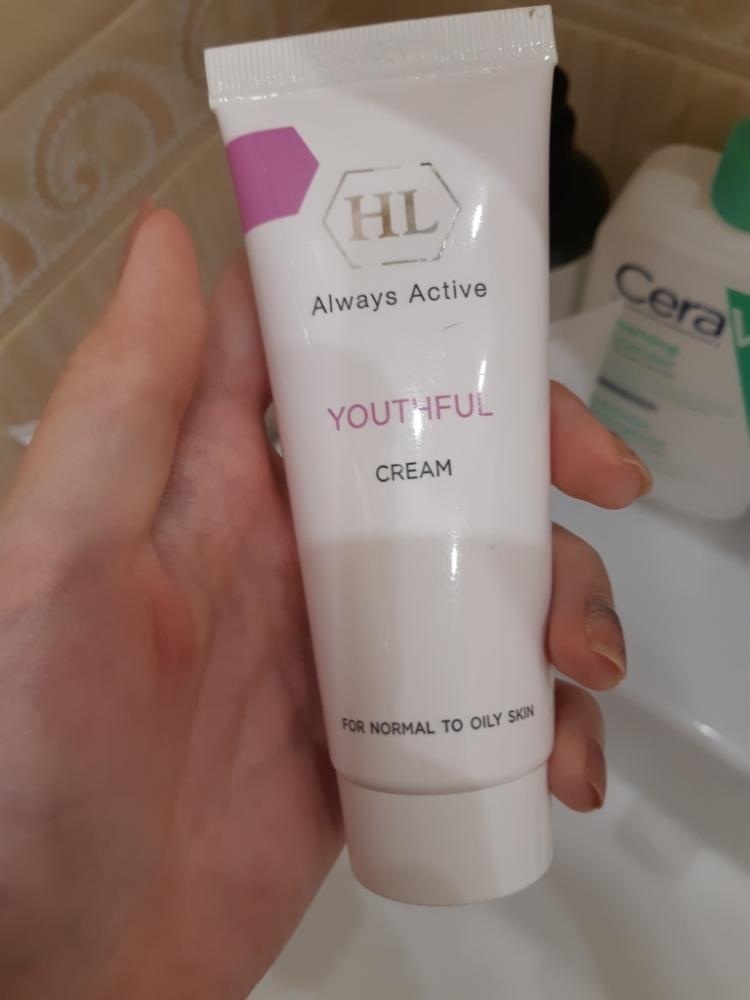 HL
Always Active
YOUTHFUL
CREAM
FOR NORMAL TO OILY SKIN
Cera